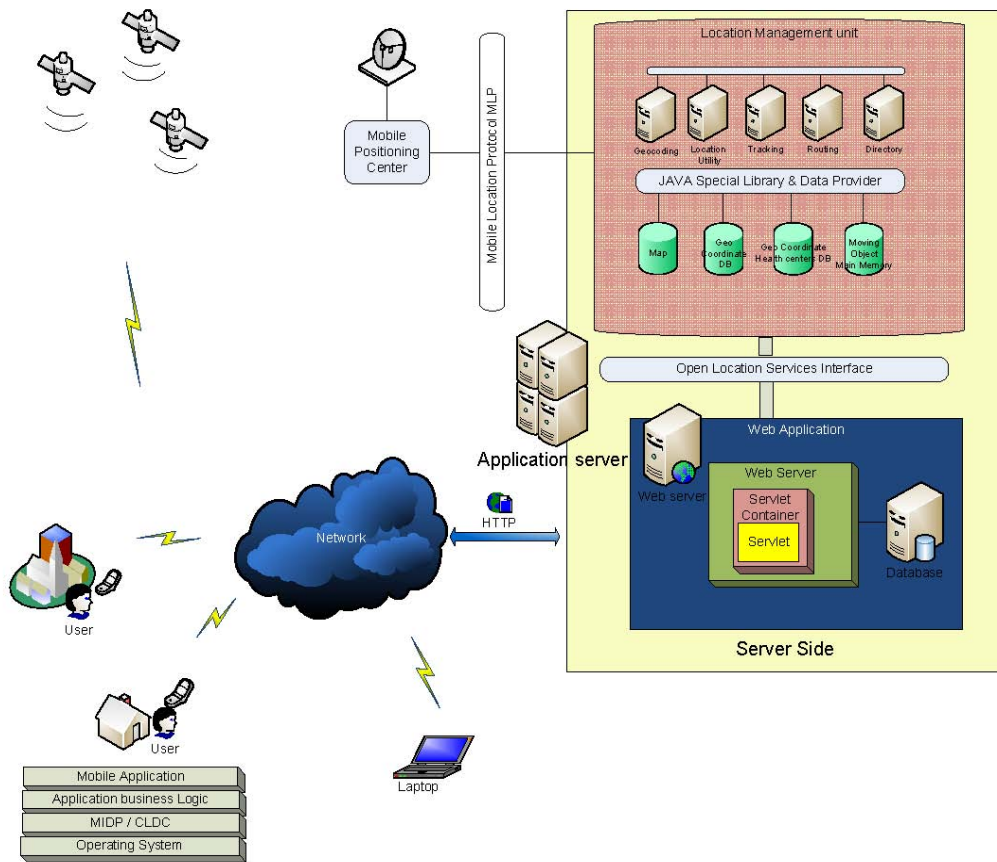 Location Management unit
Geocoding
Location
Utility
Tracking
Routing
Directory
JAVA Special Library & Data Provider
Map
Geo
Coordinate
DB
Geo Coordinate
Health centers DB
Moving
Object
Main Memory
Mobile
Positioning
Center
Mobile Location Protocol MLP
Open Location Services Interface
Application server
Web Application
Web server
Web Server
Servlet
Container
Servlet
Database
Server Side
Network
HTTP
User
User
Laptop
Mobile Application
Application business Logic
MIDP / CLDC
Operating System